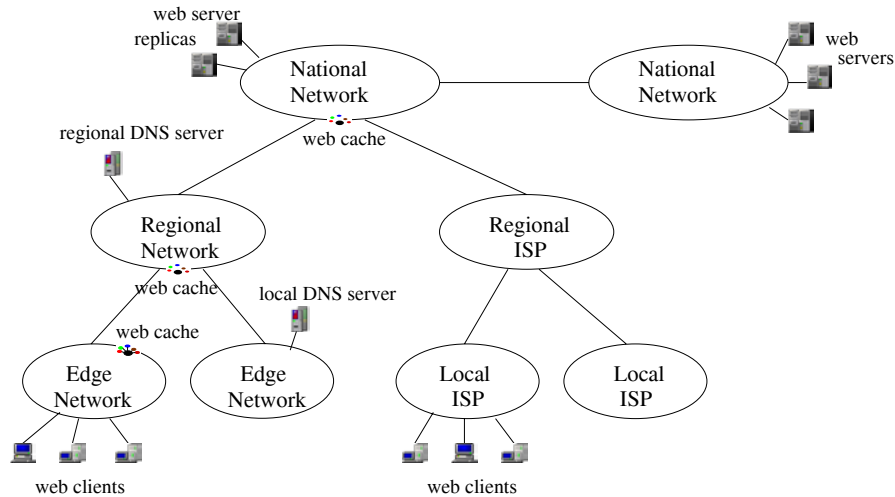 web server
replicas
National
Network
National
Network
web
servers
web cache
regional DNS server
Regional
Network
Regional
ISP
web cache
local DNS server
web cache
Edge
Network
Edge
Network
Local
ISP
Local
ISP
web clients
web clients